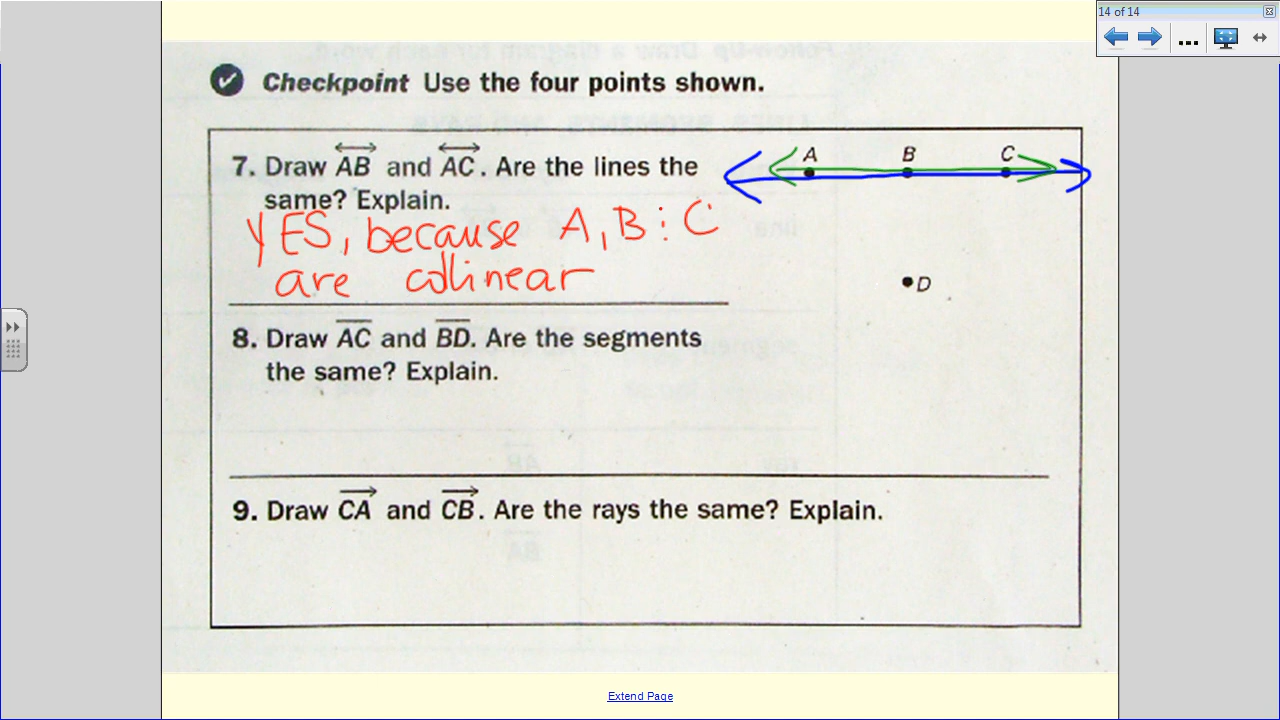 14 of 14
Checkpoint Use the four points shown.
7. Draw AB and AC. Are the lines the
same? Explain.
YES, because A, B : C
are collinear
A B C
D
8. Draw AC and BD. Are the segments
the same? Explain.
9. Draw CA and CB. Are the rays the same? Explain.
Extend Page